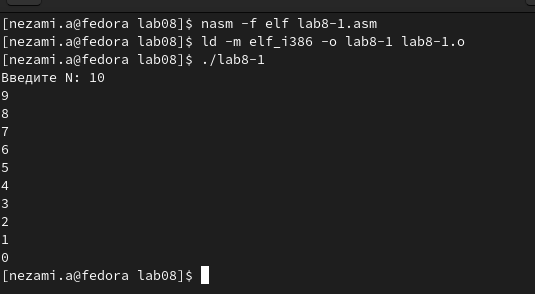 [nezami.a@fedora lab08]$ nasm -f elf lab8-1.asm
[nezami.a@fedora lab08]$ ld -m elf_i386 -o lab8-1 lab8-1.o
[nezami.a@fedora lab08]$ ./lab8-1
Введите N: 10
9
8
7
6
5
4
3
2
1
0
[nezami.a@fedora lab08]$